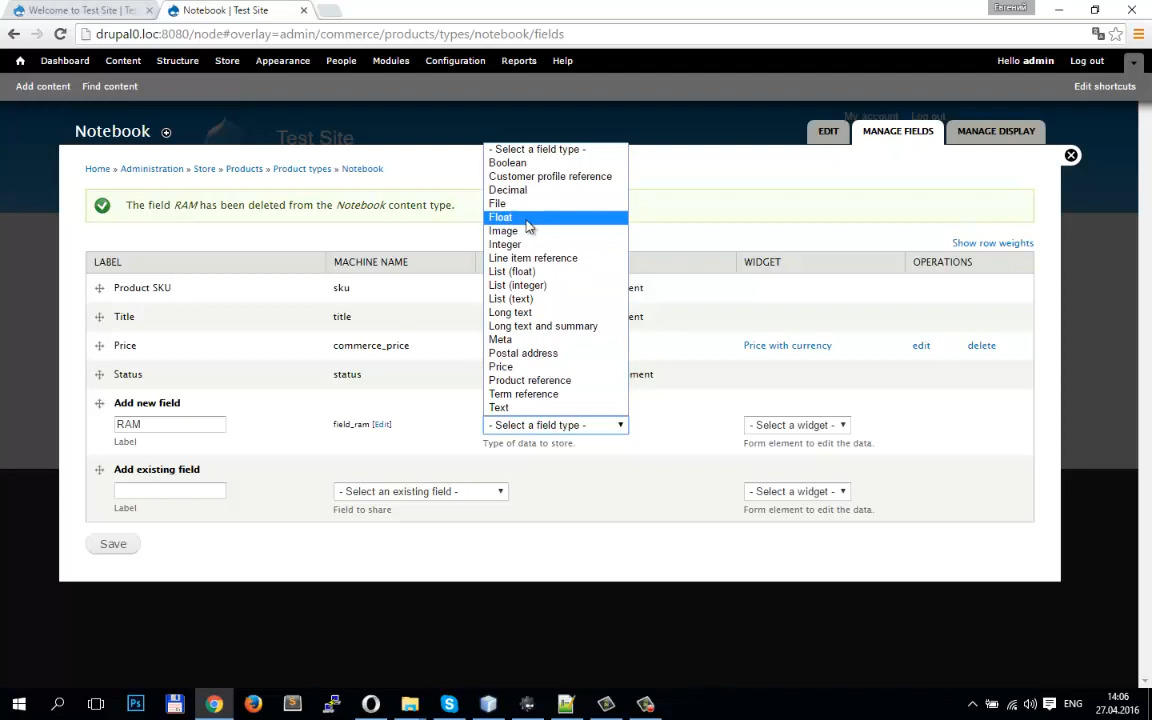 Welcome to Test Site | Te
Notebook | Test Site
Евгений
drupal0.loc:8080/node#overlay=admin/commerce/products/types/notebook/fields
Dashboard Content Structure Store Appearance People Modules Configuration Reports Help Hello admin Log out
Add content Find content Edit shortcuts
My account Log out
Test Site
Notebook
EDIT MANAGE FIELDS MANAGE DISPLAY
Home » Administration » Store » Products » Product types » Notebook
The field RAM has been deleted from the Notebook content type.
Show row weights
LABEL MACHINE NAME WIDGET OPERATIONS
Product SKU sku ent
Title title ent
Price commerce_price Price with currency edit delete
Status status ement
Add new field
RAM field_ram [Edit] - Select a field type - - Select a widget -
Label Type of data to store. Form element to edit the data.
- Select a field type -
Boolean
Customer profile reference
Decimal
File
Float
Image
Integer
Line item reference
List (float)
List (integer)
List (text)
Long text
Long text and summary
Meta
Postal address
Price
Product reference
Term reference
Text
Add existing field
- Select an existing field - - Select a widget -
Label Field to share Form element to edit the data.
Save
ENG
14:06
27.04.2016